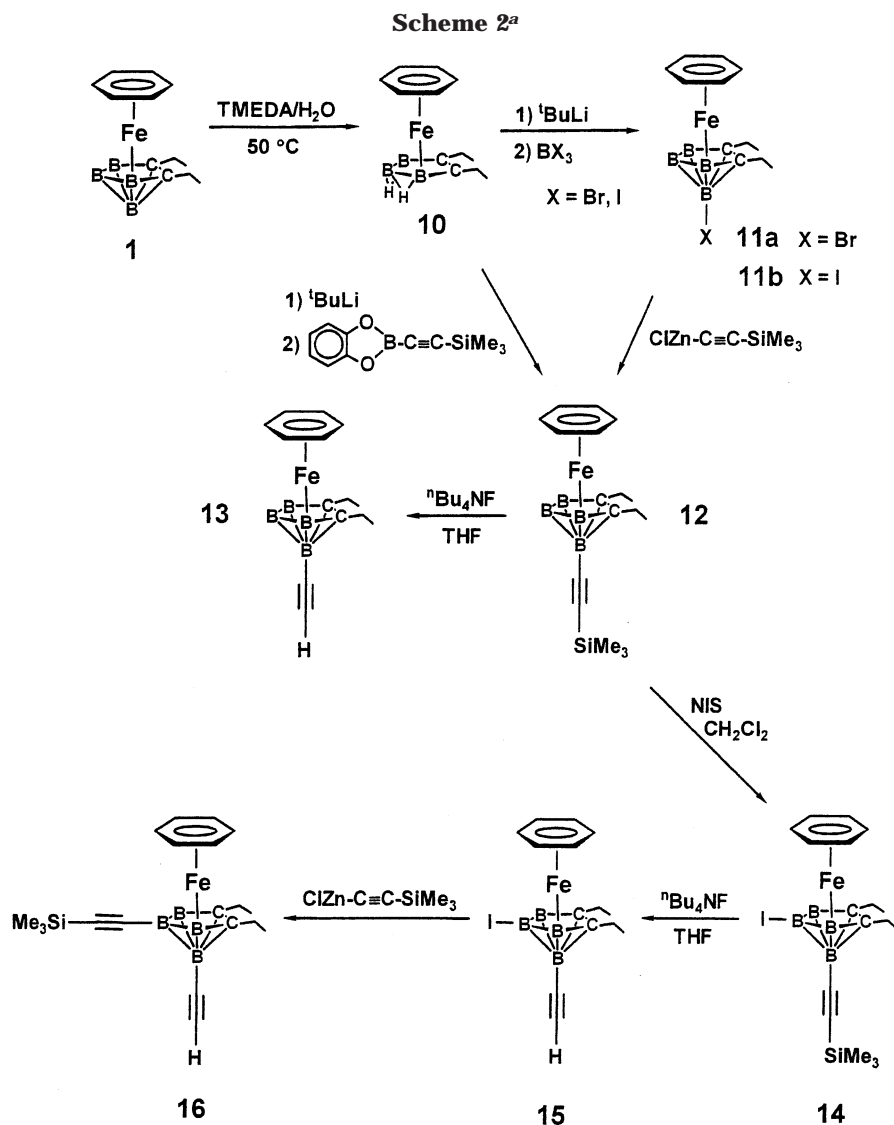 Scheme 2ᵃ
Fe
B B C
B B C
B
1
TMEDA/H₂O
50 °C
Fe
B C
B B C
H H
10
1) ᵗBuLi
2) BX₃
X = Br, I
Fe
B C
B B C
B
X
11a X = Br
11b X = I
1) ᵗBuLi
2) O
B-C≡C-SiMe₃
O
ClZn-C≡C-SiMe₃
13
Fe
B C
B B C
B
H
ⁿBu₄NF
THF
Fe
B C
B B C
B
SiMe₃
12
NIS
CH₂Cl₂
Me₃Si
Fe
B C
B B C
B
H
16
ClZn-C≡C-SiMe₃
Fe
B C
I B B C
B
H
15
ⁿBu₄NF
THF
Fe
B C
I B B C
B
SiMe₃
14